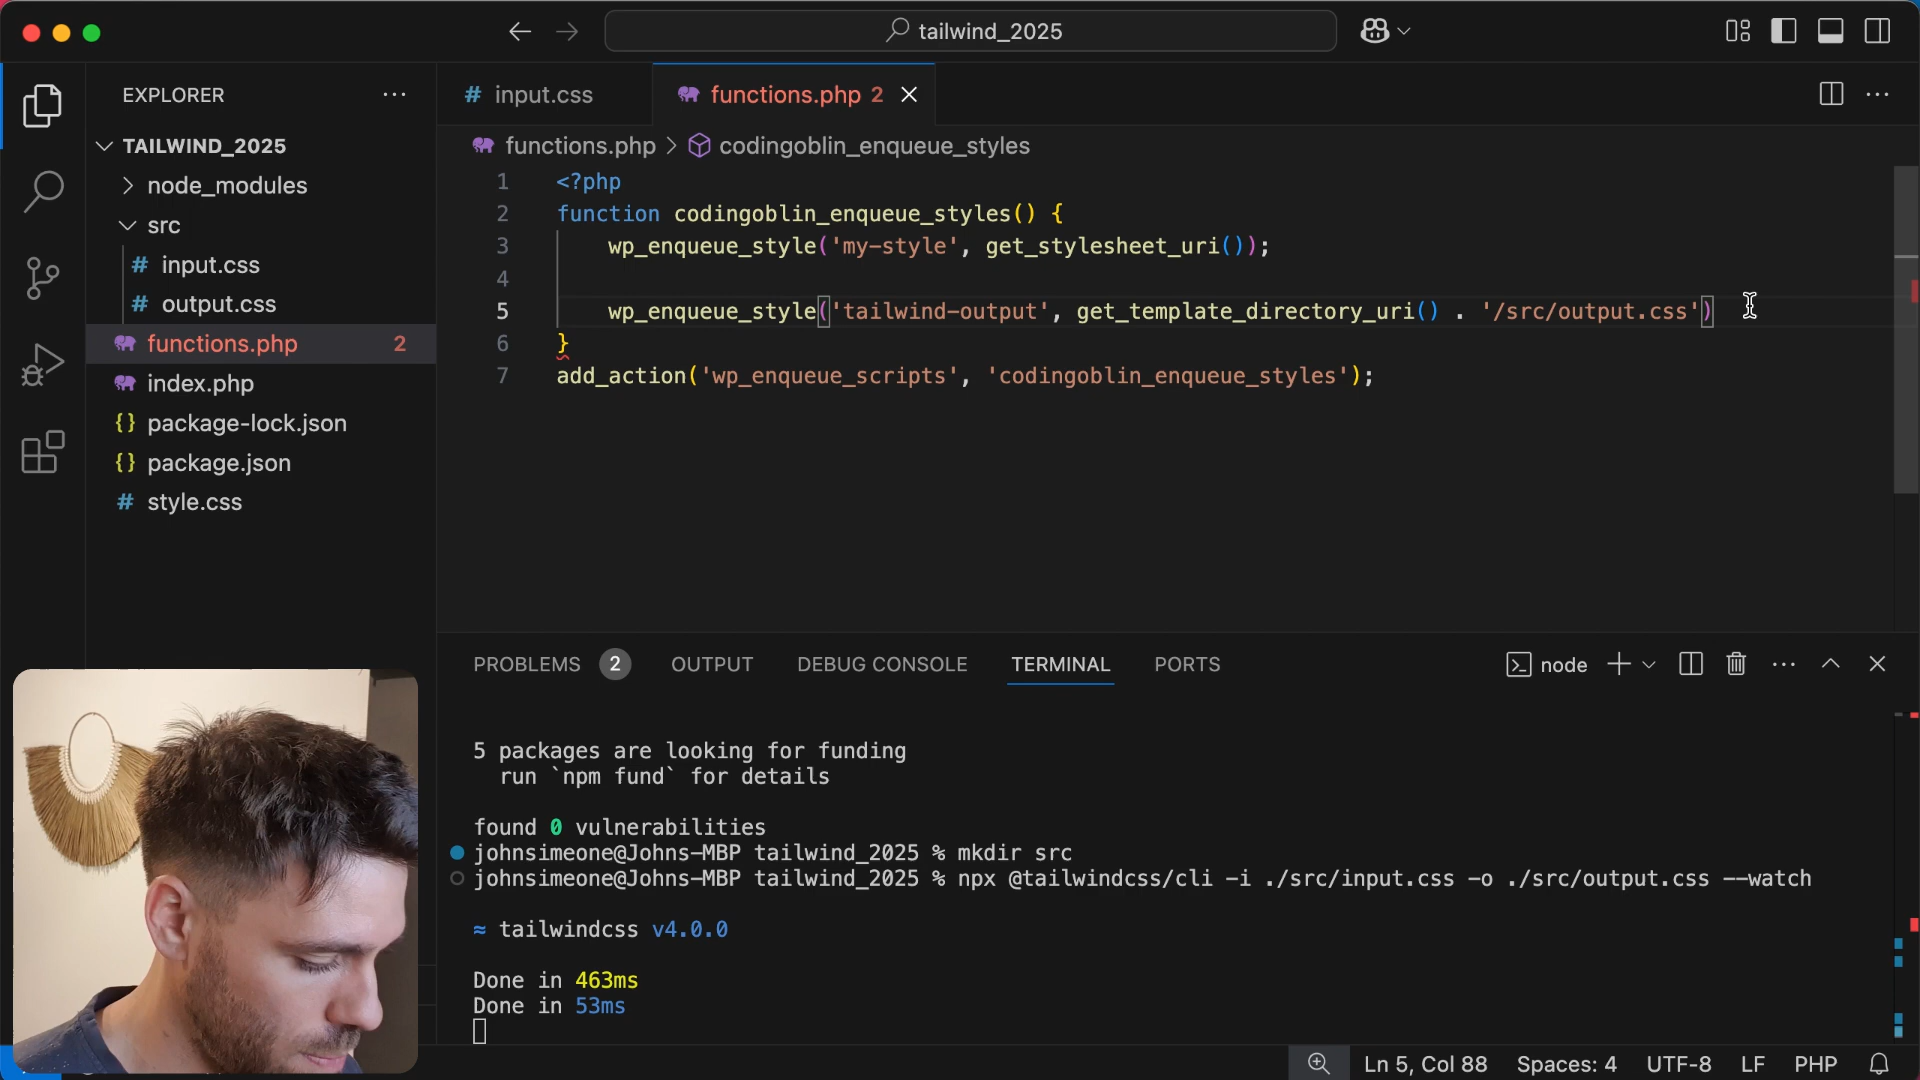 tailwind_2025
EXPLORER
TAILWIND_2025
node_modules
src
# input.css
# output.css
functions.php 2
index.php
{} package-lock.json
{} package.json
# style.css
# input.css
functions.php 2
functions.php > codingoblin_enqueue_styles
1 <?php
2 function codingoblin_enqueue_styles() {
3 wp_enqueue_style('my-style', get_stylesheet_uri());
4
5 wp_enqueue_style('tailwind-output', get_template_directory_uri() . '/src/output.css')
6 }
7 add_action('wp_enqueue_scripts', 'codingoblin_enqueue_styles');
PROBLEMS 2 OUTPUT DEBUG CONSOLE TERMINAL PORTS
node
5 packages are looking for funding
run `npm fund` for details
found 0 vulnerabilities
johnsimeone@Johns-MBP tailwind_2025 % mkdir src
johnsimeone@Johns-MBP tailwind_2025 % npx @tailwindcss/cli -i ./src/input.css -o ./src/output.css --watch
≈ tailwindcss v4.0.0
Done in 463ms
Done in 53ms
Ln 5, Col 88 Spaces: 4 UTF-8 LF PHP